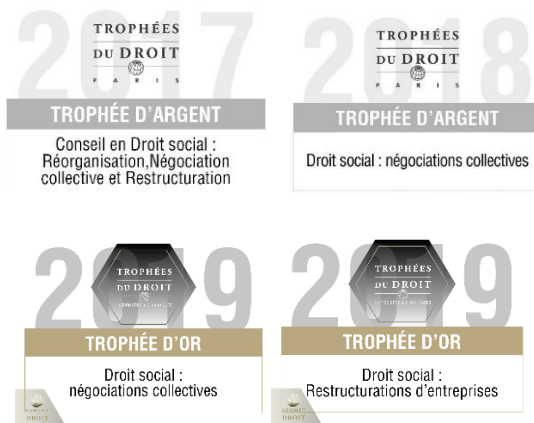 2017
TROPHÉES
DU DROIT
PARIS
TROPHÉE D'ARGENT
Conseil en Droit social :
Réorganisation,Négociation
collective et Restructuration
2018
TROPHÉES
DU DROIT
PARIS
TROPHÉE D'ARGENT
Droit social : négociations collectives
2019
TROPHÉES
DU DROIT
TROPHÉE D'OR
Droit social :
négociations collectives
DROIT
2019
TROPHÉES
DU DROIT
TROPHÉE D'OR
Droit social :
Restructurations d'entreprises
DROIT